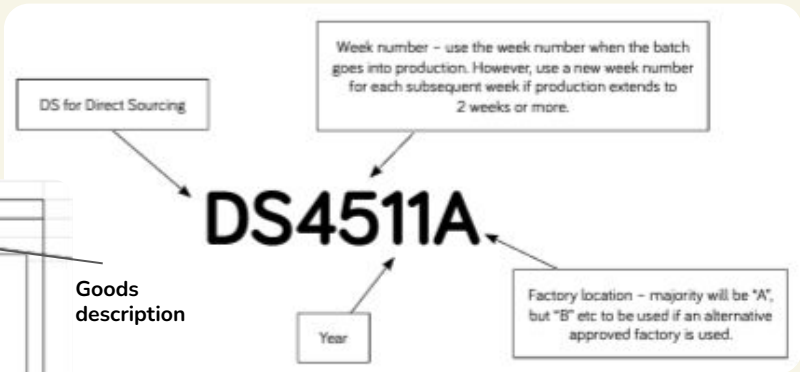 Week number – use the week number when the batch
goes into production. However, use a new week number
for each subsequent week if production extends to
2 weeks or more.
DS for Direct Sourcing
DS4511A
Goods
description
Factory location – majority will be "A",
but "B" etc to be used if an alternative
approved factory is used.
Year